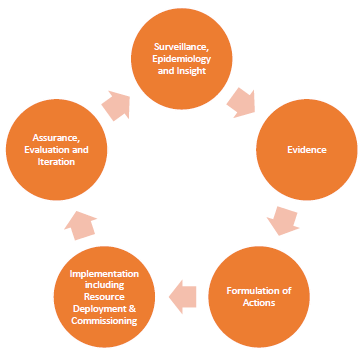 Surveillance,
Epidemiology
and Insight
Evidence
Formulation of
Actions
Implementation
including
Resource
Deployment &
Commissioning
Assurance,
Evaluation and
Iteration